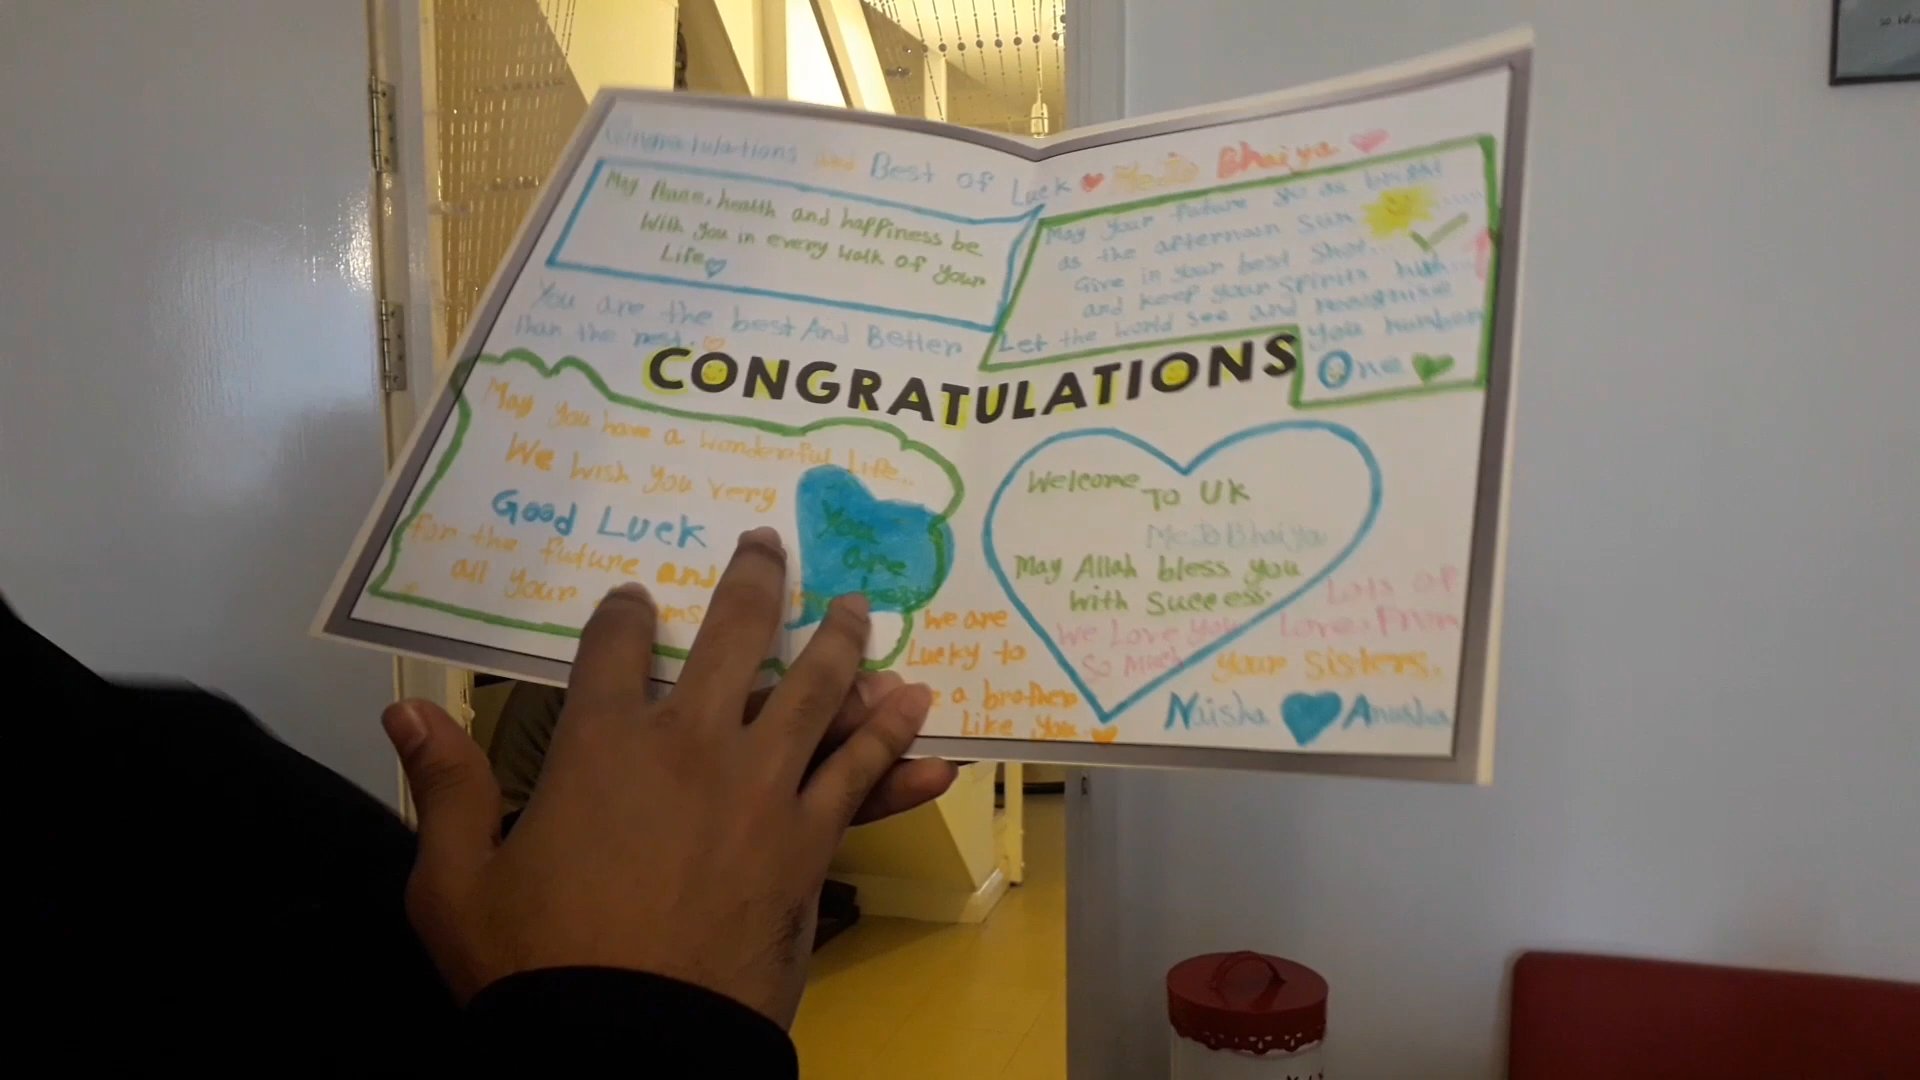 Congratulations and Best of Luck Mejo Bhaiya
May Peace, health and happiness be
With you in every walk of your
Life
You are the best And Better
than the rest.
May your future be as bright
as the afternoon Sun
Give in your best Shot..
and keep your Spirits high
Let the world see and recognise
you number
One
CONGRATULATIONS
May you have a wonderful Life..
We wish you very
Good Luck
for the future and
all your
You
are
Welcome To UK
Mejo Bhaiya
May Allah bless you
with Success.
We Love you
So Much
we are
Lucky to
a brother
Like you.
Lots of
Love. From
your sisters.
Naisha Anusha